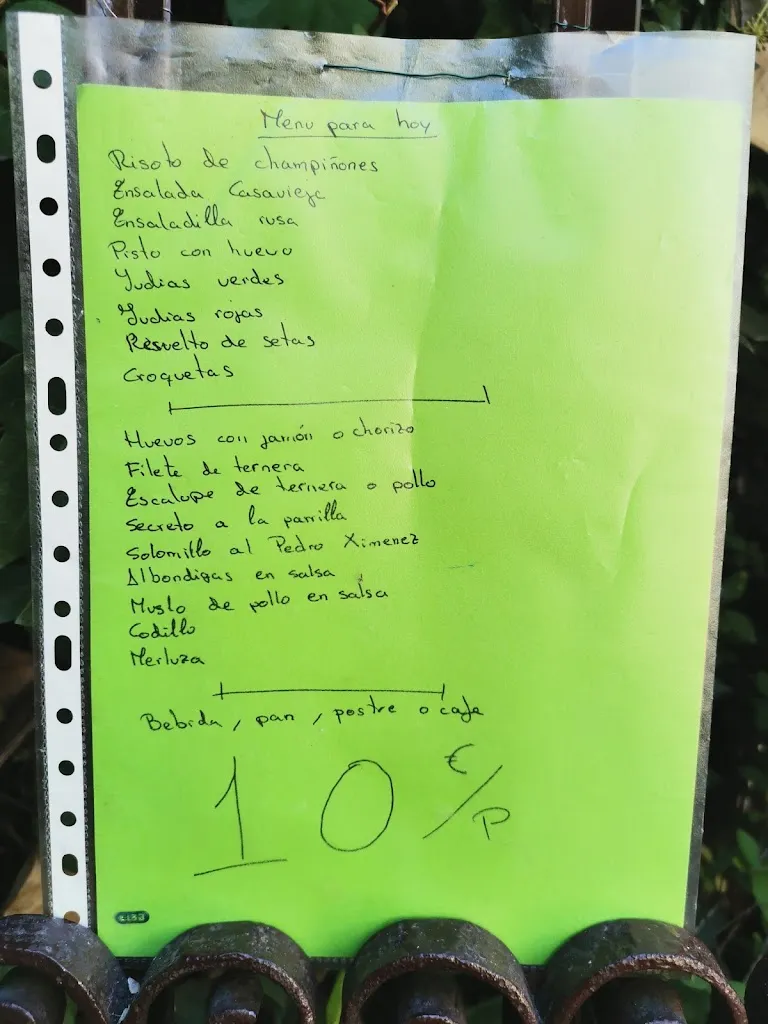 Menu para hoy
Risoto de champiñones
Ensalada Casavieja
Ensaladilla rusa
Pisto con huevo
Judias verdes
Judias rojas
Resvelto de setas
Croquetas
Huevos con jamón o chorizo
Filete de ternera
Escalope de ternera o pollo
Secreto a la parrilla
Solomillo al Pedro Ximenez
Albondigas en salsa
Muslo de pollo en salsa
Codillo
Merluza
Bebida, pan, postre o cafe
10 €/P